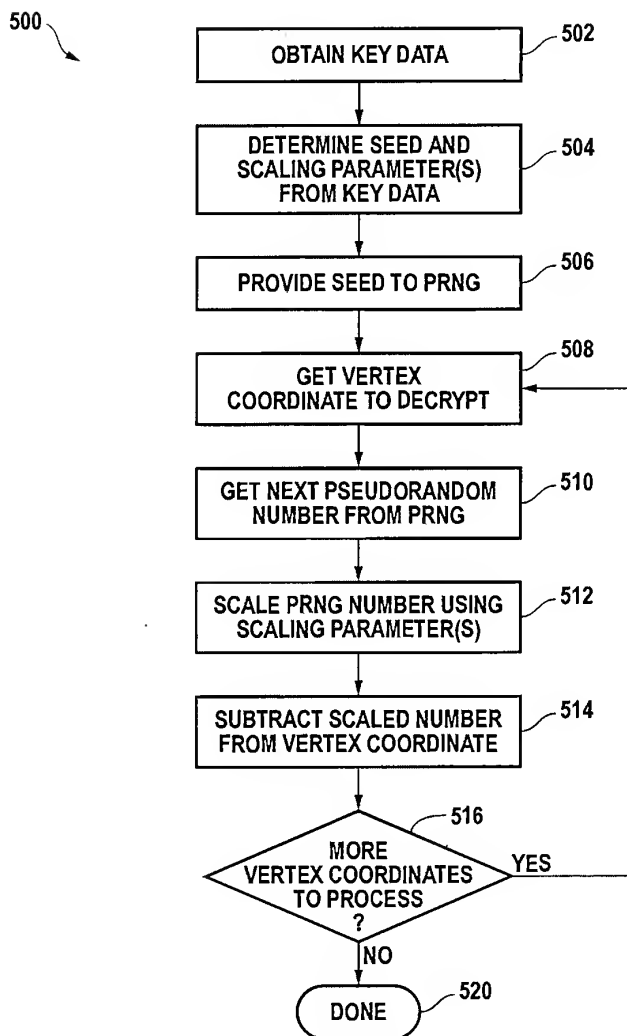 500
502
OBTAIN KEY DATA
504
DETERMINE SEED AND
SCALING PARAMETER(S)
FROM KEY DATA
506
PROVIDE SEED TO PRNG
508
GET VERTEX
COORDINATE TO DECRYPT
510
GET NEXT PSEUDORANDOM
NUMBER FROM PRNG
512
SCALE PRNG NUMBER USING
SCALING PARAMETER(S)
514
SUBTRACT SCALED NUMBER
FROM VERTEX COORDINATE
516
MORE
VERTEX COORDINATES
TO PROCESS
?
YES
NO
520
DONE